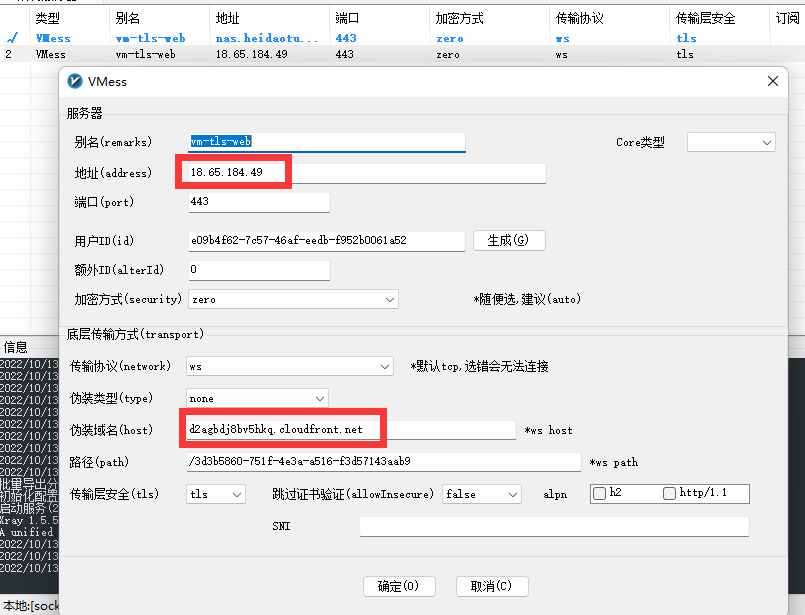 类型 别名 地址 端口 加密方式 传输协议 传输层安全 订阅
VMess vm-tls-web nas.heidaotu... 443 zero ws tls
2 VMess vm-tls-web 18.65.184.49 443 zero ws tls
VMess
服务器
别名(remarks) vm-tls-web Core类型
地址(address) 18.65.184.49
端口(port) 443
用户ID(id) e09b4f62-7c57-46af-eedb-f952b0061a52 生成(G)
额外ID(alterId) 0
加密方式(security) zero *随便选,建议(auto)
底层传输方式(transport)
信息
传输协议(network) ws *默认tcp,选错会无法连接
2022/10/13
2022/10/13
2022/10/13
伪装类型(type) none
2022/10/13
2022/10/13
伪装域名(host) d2agbdj8bv5hkq.cloudfront.net *ws host
2022/10/13
2022/10/13
2022/10/13
路径(path) /3d3b5860-751f-4e3a-a516-f3d57143aab9 *ws path
2022/10/13
2022/10/13
批量导出分
传输层安全(tls) tls 跳过证书验证(allowInsecure) false alpn h2 http/1.1
初始化配置
启动服务(2
Xray 1.5.5
SNI
A unified
2022/10/13
2022/10/13
2022/10/13
确定(O) 取消(C)
本地:[sock